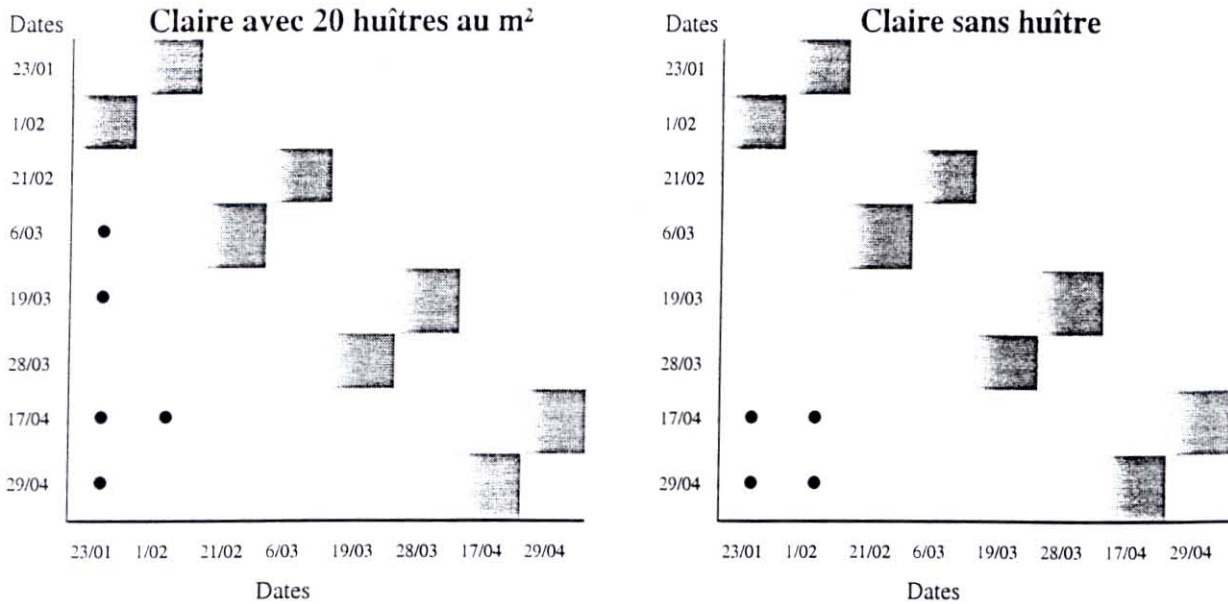 Dates Claire avec 20 huîtres au m²
23/01
1/02
21/02
6/03
19/03
28/03
17/04
29/04
23/01 1/02 21/02 6/03 19/03 28/03 17/04 29/04
Dates
Dates Claire sans huître
23/01
1/02
21/02
6/03
19/03
28/03
17/04
29/04
23/01 1/02 21/02 6/03 19/03 28/03 17/04 29/04
Dates